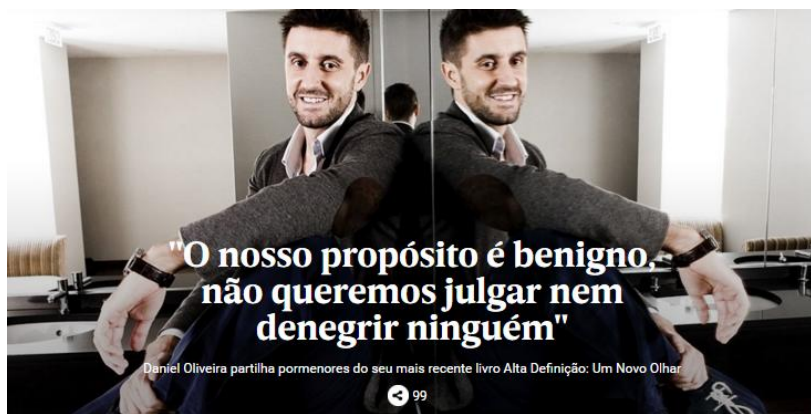 "O nosso propósito é benigno,
não queremos julgar nem
denegrir ninguém"
Daniel Oliveira partilha pormenores do seu mais recente livro Alta Definição: Um Novo Olhar
99